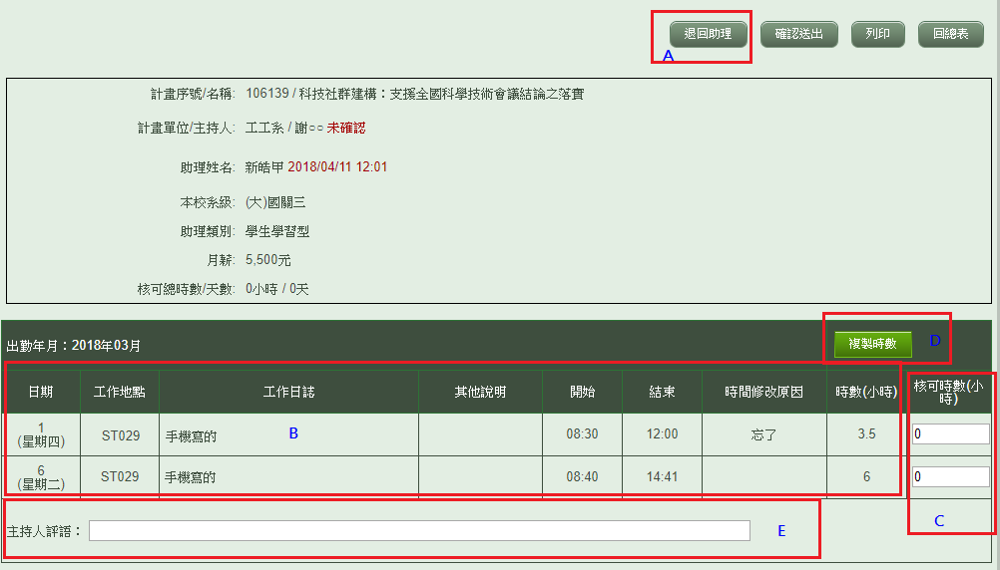 退回助理 確認送出 列印 回總表
A
計畫序號/名稱: 106139 / 科技社群建構：支援全國科學技術會議結論之落實
計畫單位/主持人: 工工系 / 謝○○ 未確認
助理姓名: 新皓甲 2018/04/11 12:01
本校系級: (大)國關三
助理類別: 學生學習型
月薪: 5,500元
核可總時數/天數: 0小時 / 0天
出勤年月：2018年03月 複製時數 D
日期 工作地點 工作日誌 其他說明 開始 結束 時間修改原因 時數(小時) 核可時數(小
時)
1
(星期四) ST029 手機寫的 B 08:30 12:00 忘了 3.5 0
6
(星期二) ST029 手機寫的 08:40 14:41 6 0
C
主持人評語： E